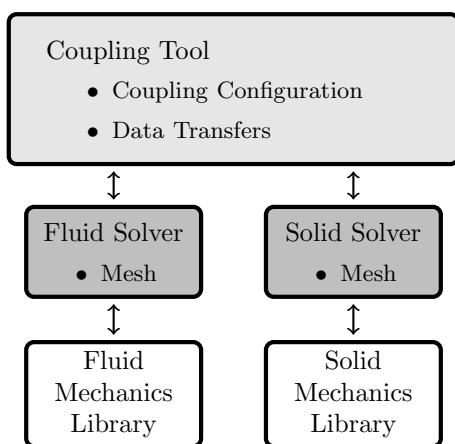 Coupling Tool
• Coupling Configuration
• Data Transfers
Fluid Solver
• Mesh
Solid Solver
• Mesh
Fluid
Mechanics
Library
Solid
Mechanics
Library